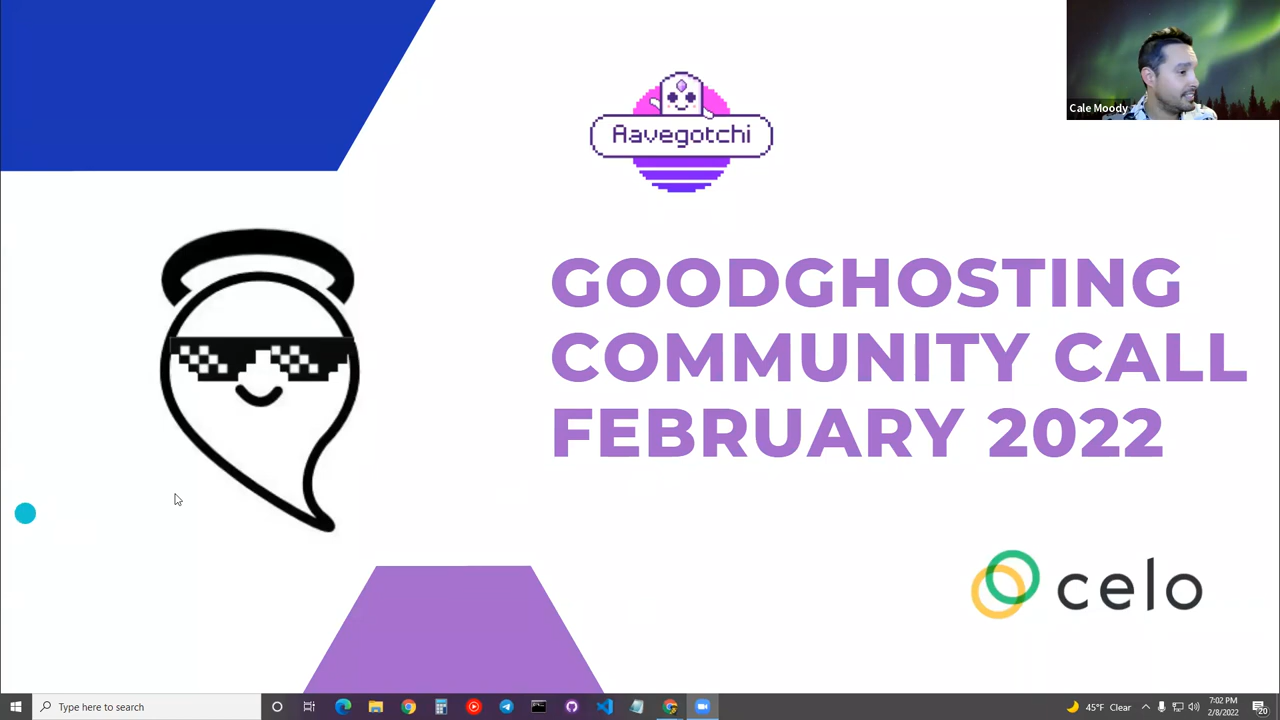 Aavegotchi
Cale Moody
GOODGHOSTING
COMMUNITY CALL
FEBRUARY 2022
celo
Type here to search
45°F Clear
7:02 PM
2/8/2022
20